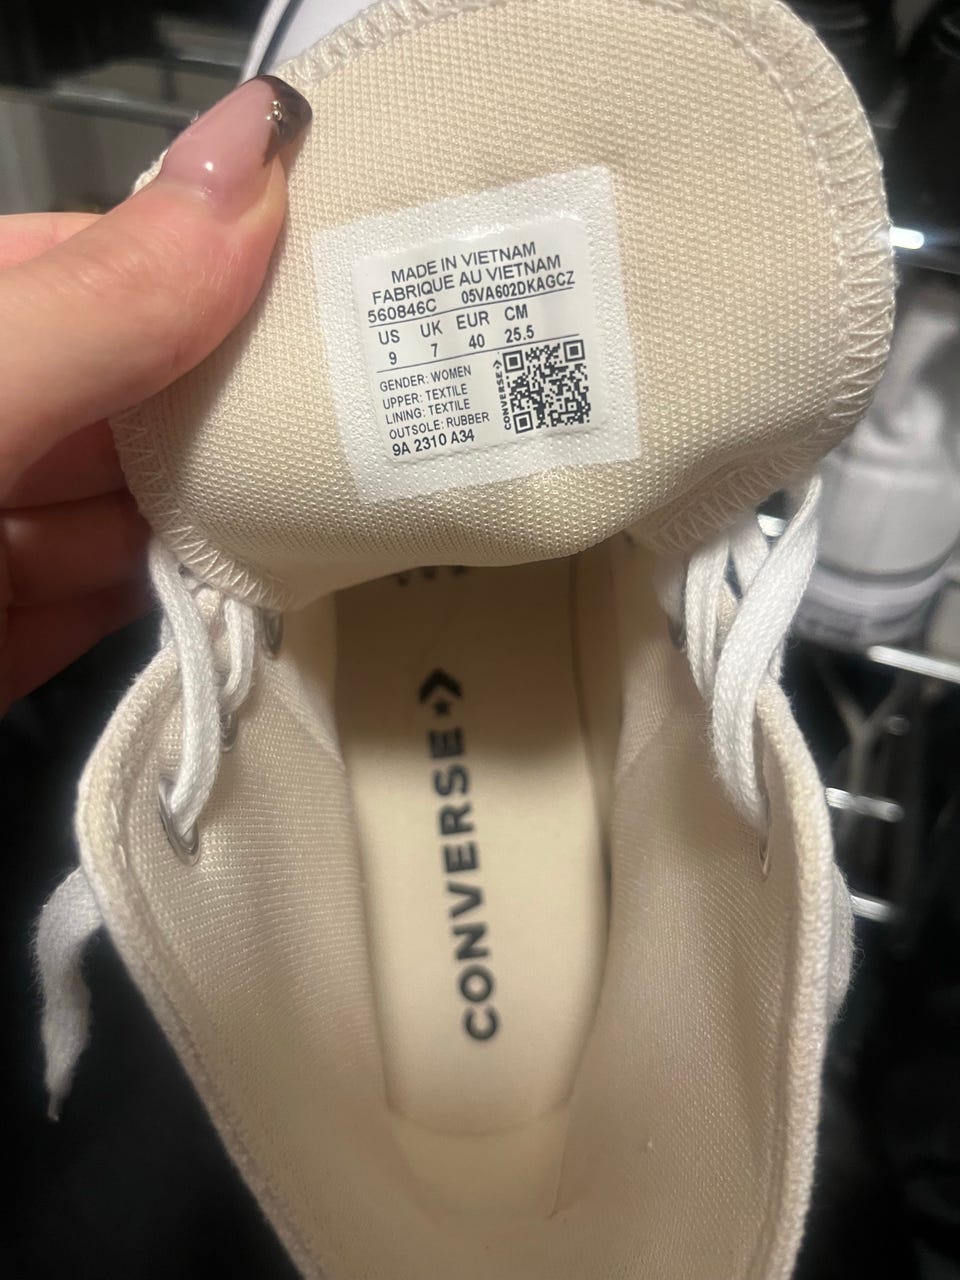 MADE IN VIETNAM
FABRIQUE AU VIETNAM
560846C 05VA602DKAGCZ
US UK EUR CM
9 7 40 25.5
GENDER: WOMEN
UPPER: TEXTILE
LINING: TEXTILE
OUTSOLE: RUBBER
9A 2310 A34
CONVERSE
CONVERSE